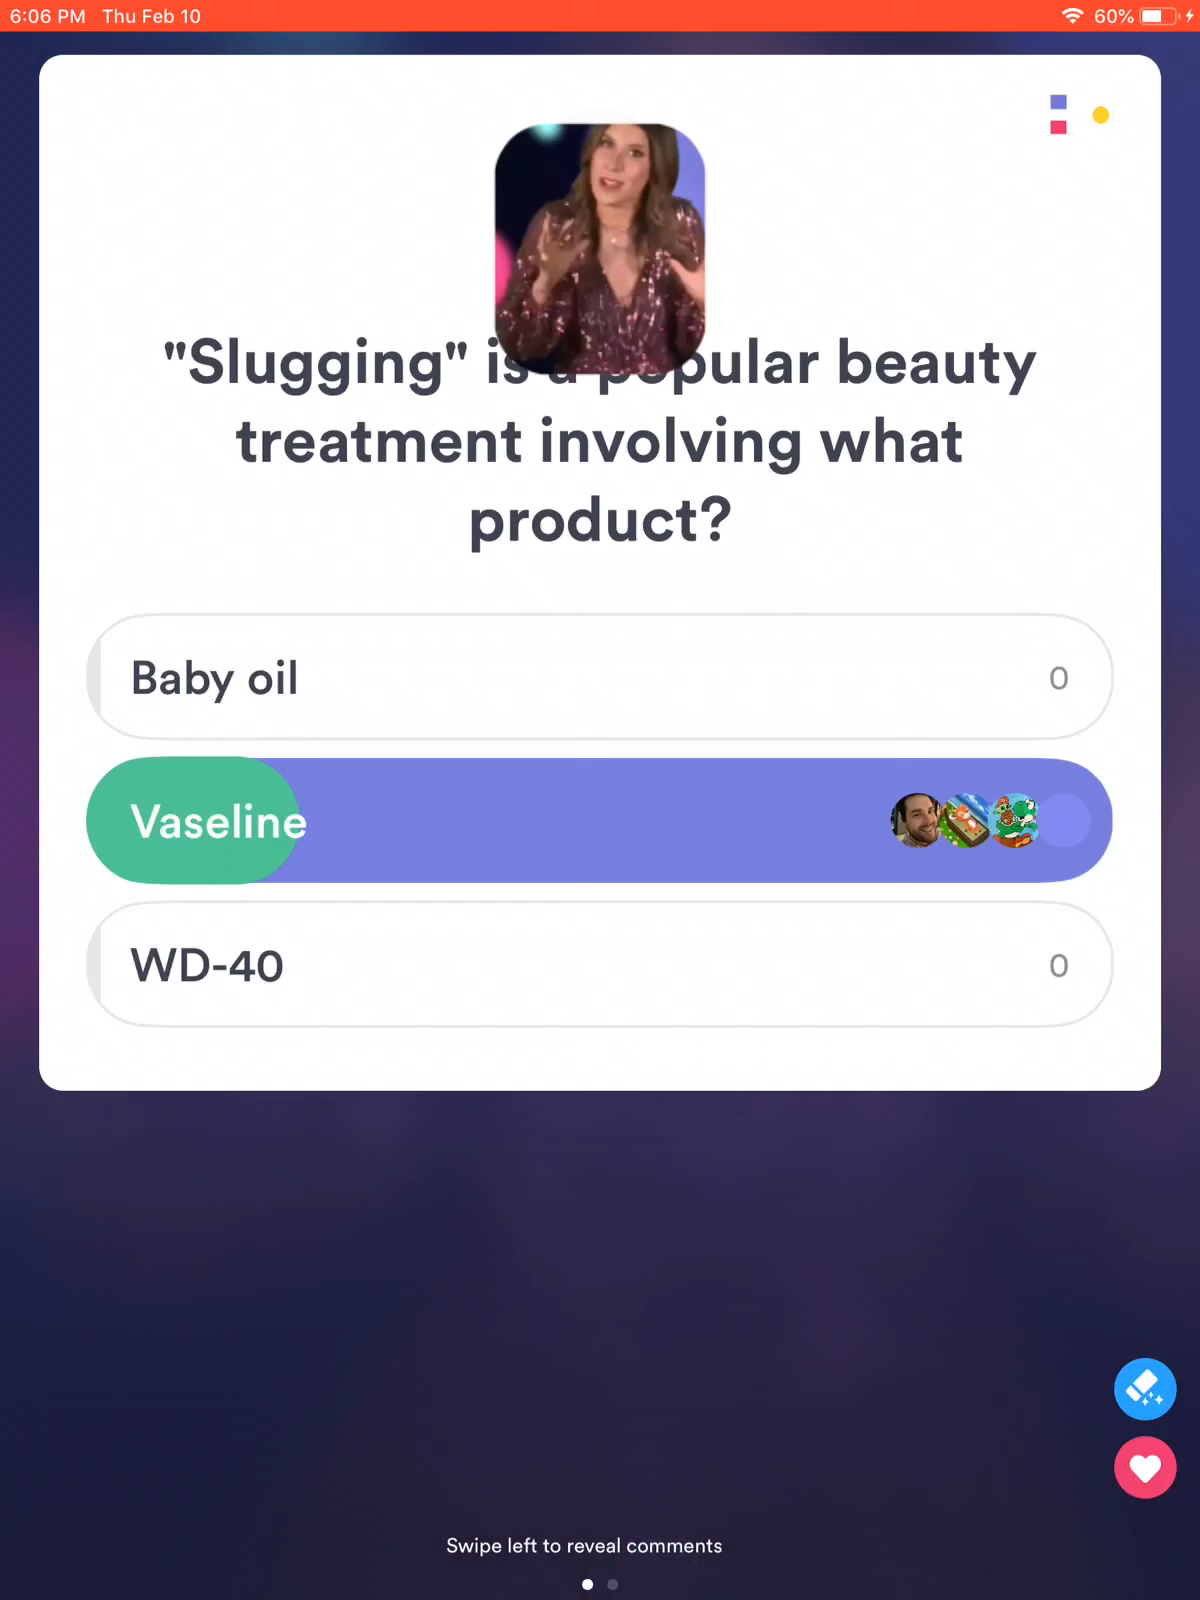 6:06 PM Thu Feb 10
60%
"Slugging" is a popular beauty
treatment involving what
product?
Baby oil
0
Vaseline
WD-40
0
Swipe left to reveal comments